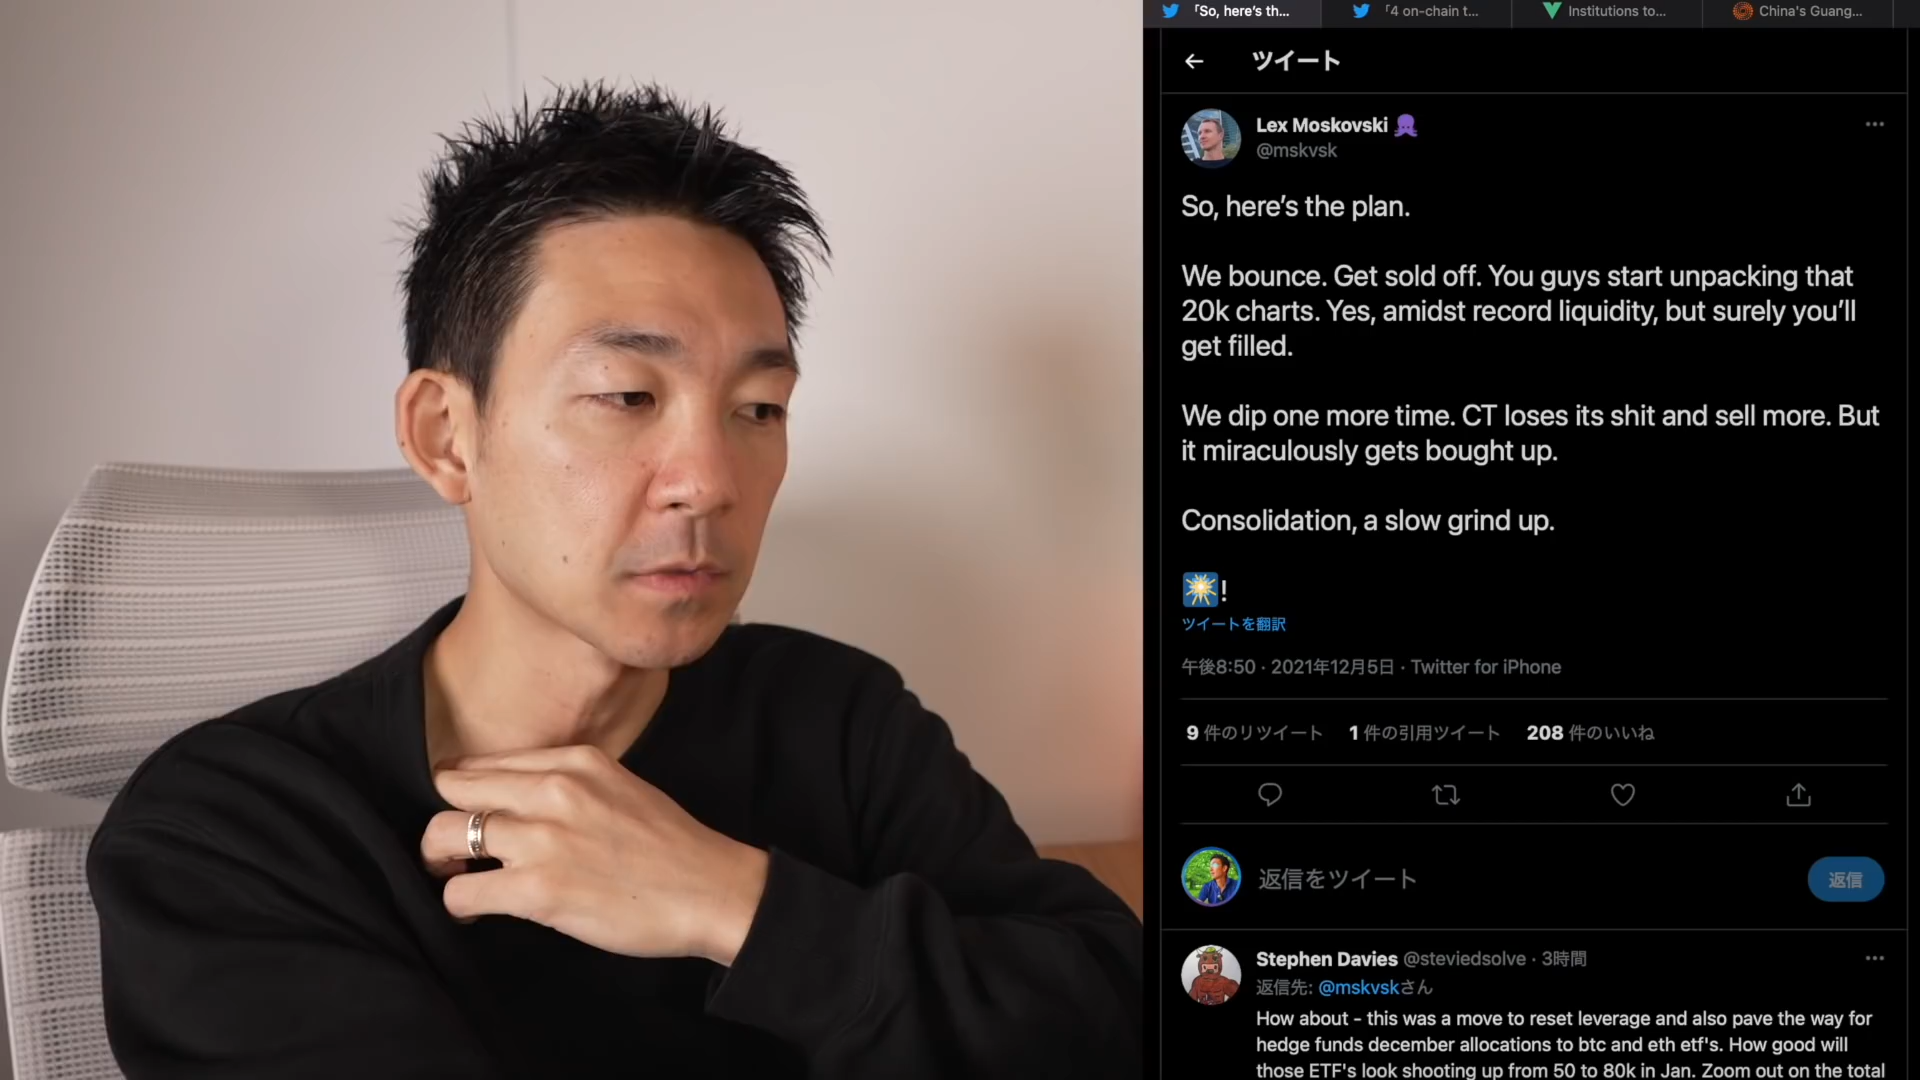 「So, here’s th...
「4 on-chain t...
Institutions to...
China's Guang...
ツイート
Lex Moskovski
@mskvsk
So, here’s the plan.
We bounce. Get sold off. You guys start unpacking that
20k charts. Yes, amidst record liquidity, but surely you’ll
get filled.
We dip one more time. CT loses its shit and sell more. But
it miraculously gets bought up.
Consolidation, a slow grind up.
!
ツイートを翻訳
午後8:50 · 2021年12月5日 · Twitter for iPhone
9 件のリツイート 1 件の引用ツイート 208 件のいいね
返信をツイート
返信
Stephen Davies @steviedsolve · 3時間
返信先: @mskvskさん
How about - this was a move to reset leverage and also pave the way for
hedge funds december allocations to btc and eth etf's. How good will
those ETF's look shooting up from 50 to 80k in Jan. Zoom out on the total